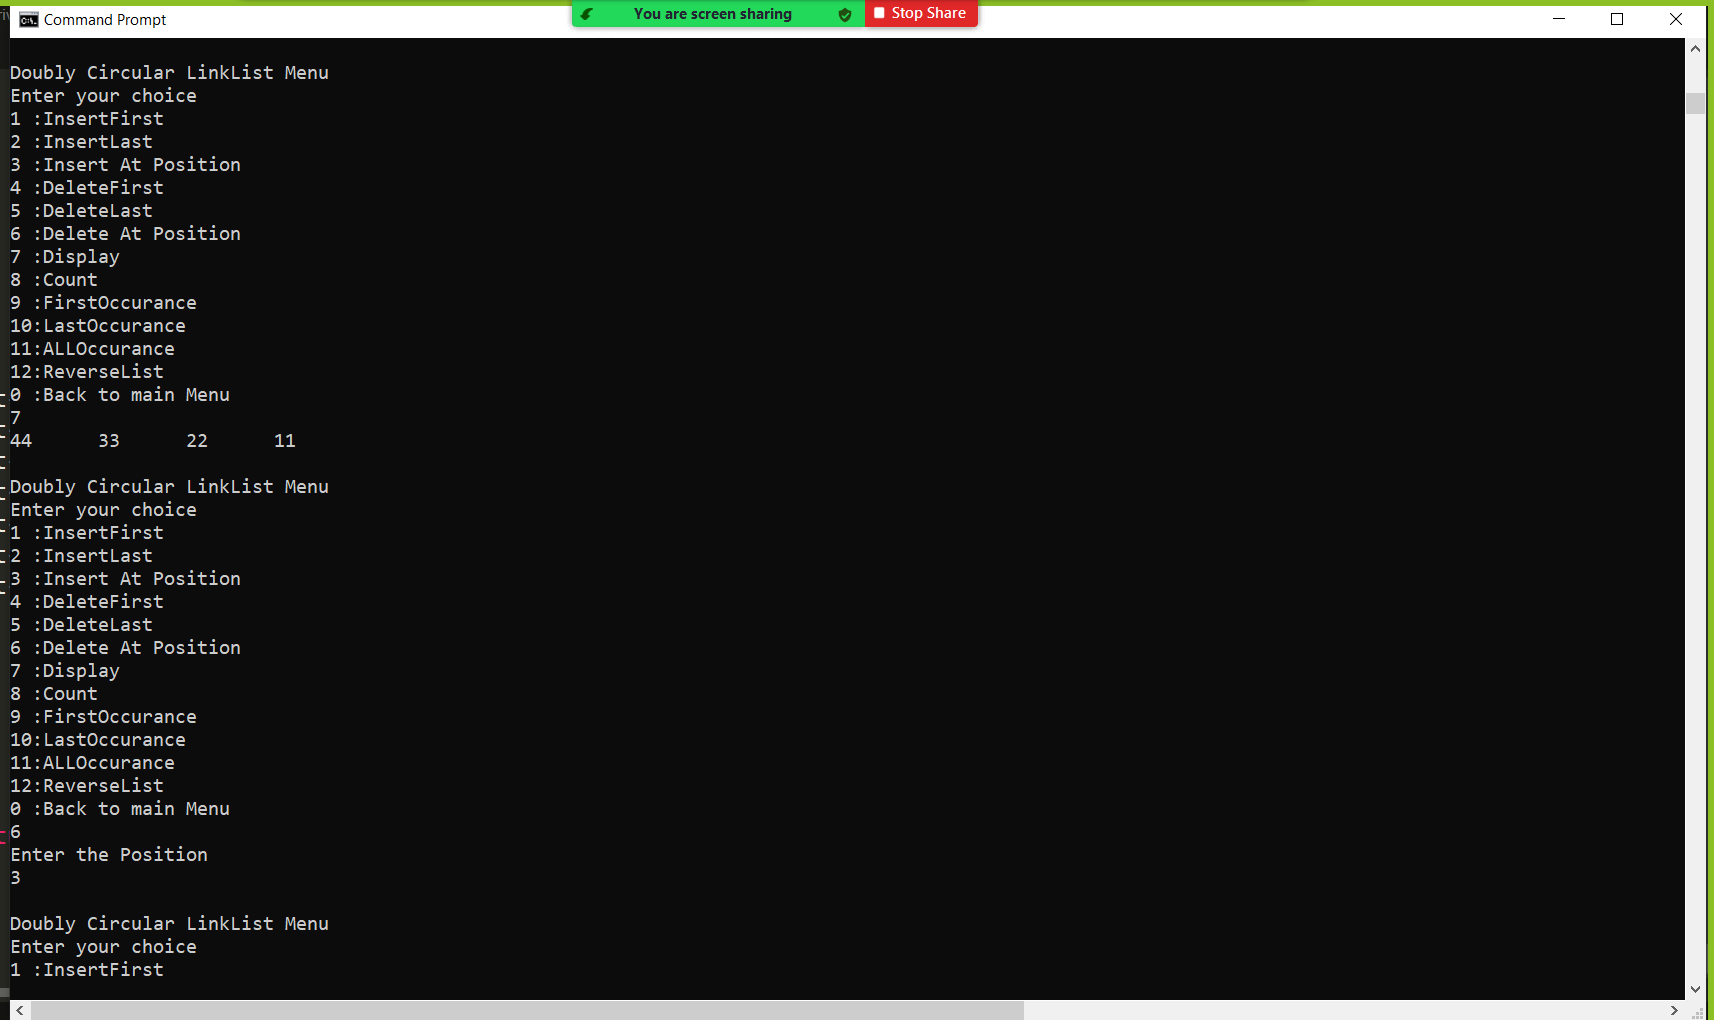 You are screen sharing
Stop Share
Command Prompt
Doubly Circular LinkList Menu
Enter your choice
1 :InsertFirst
2 :InsertLast
3 :Insert At Position
4 :DeleteFirst
5 :DeleteLast
6 :Delete At Position
7 :Display
8 :Count
9 :FirstOccurance
10:LastOccurance
11:ALLOccurance
12:ReverseList
0 :Back to main Menu
7
44 33 22 11
Doubly Circular LinkList Menu
Enter your choice
1 :InsertFirst
2 :InsertLast
3 :Insert At Position
4 :DeleteFirst
5 :DeleteLast
6 :Delete At Position
7 :Display
8 :Count
9 :FirstOccurance
10:LastOccurance
11:ALLOccurance
12:ReverseList
0 :Back to main Menu
6
Enter the Position
3
Doubly Circular LinkList Menu
Enter your choice
1 :InsertFirst